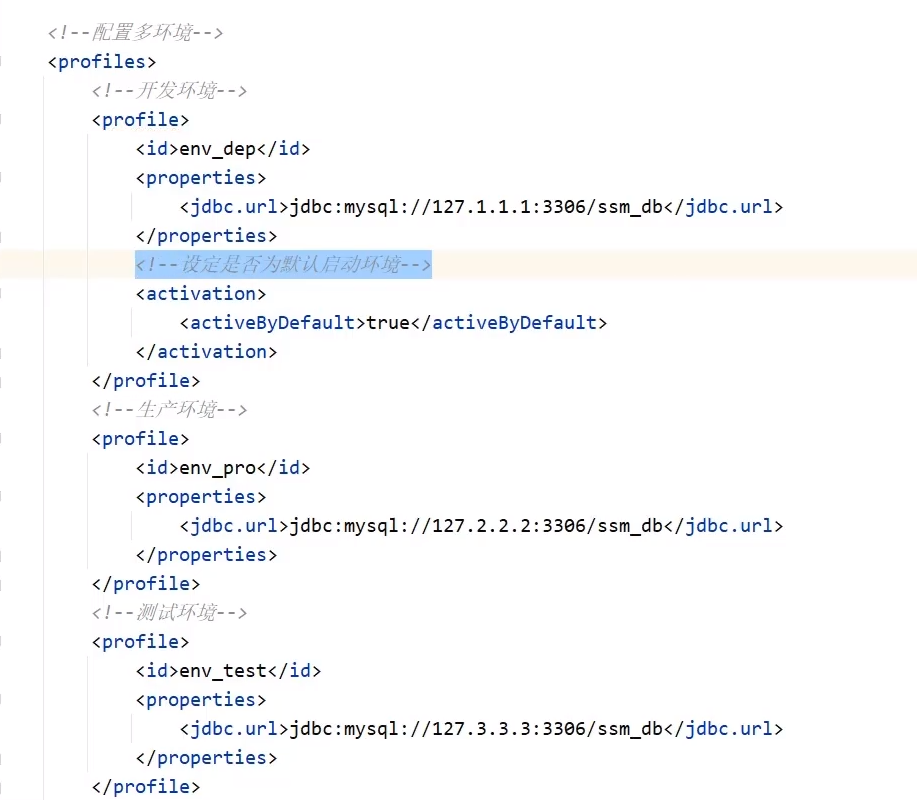 <!--配置多环境-->
<profiles>
<!--开发环境-->
<profile>
<id>env_dep</id>
<properties>
<jdbc.url>jdbc:mysql://127.1.1.1:3306/ssm_db</jdbc.url>
</properties>
<!--设定是否为默认启动环境-->
<activation>
<activeByDefault>true</activeByDefault>
</activation>
</profile>
<!--生产环境-->
<profile>
<id>env_pro</id>
<properties>
<jdbc.url>jdbc:mysql://127.2.2.2:3306/ssm_db</jdbc.url>
</properties>
</profile>
<!--测试环境-->
<profile>
<id>env_test</id>
<properties>
<jdbc.url>jdbc:mysql://127.3.3.3:3306/ssm_db</jdbc.url>
</properties>
</profile>